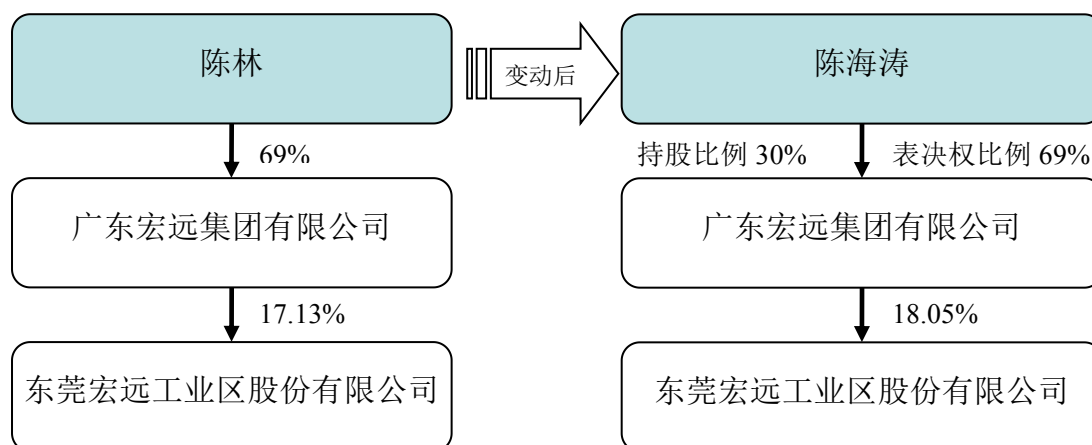 陈林
变动后
陈海涛
69%
持股比例 30%
表决权比例 69%
广东宏远集团有限公司
广东宏远集团有限公司
17.13%
18.05%
东莞宏远工业区股份有限公司
东莞宏远工业区股份有限公司